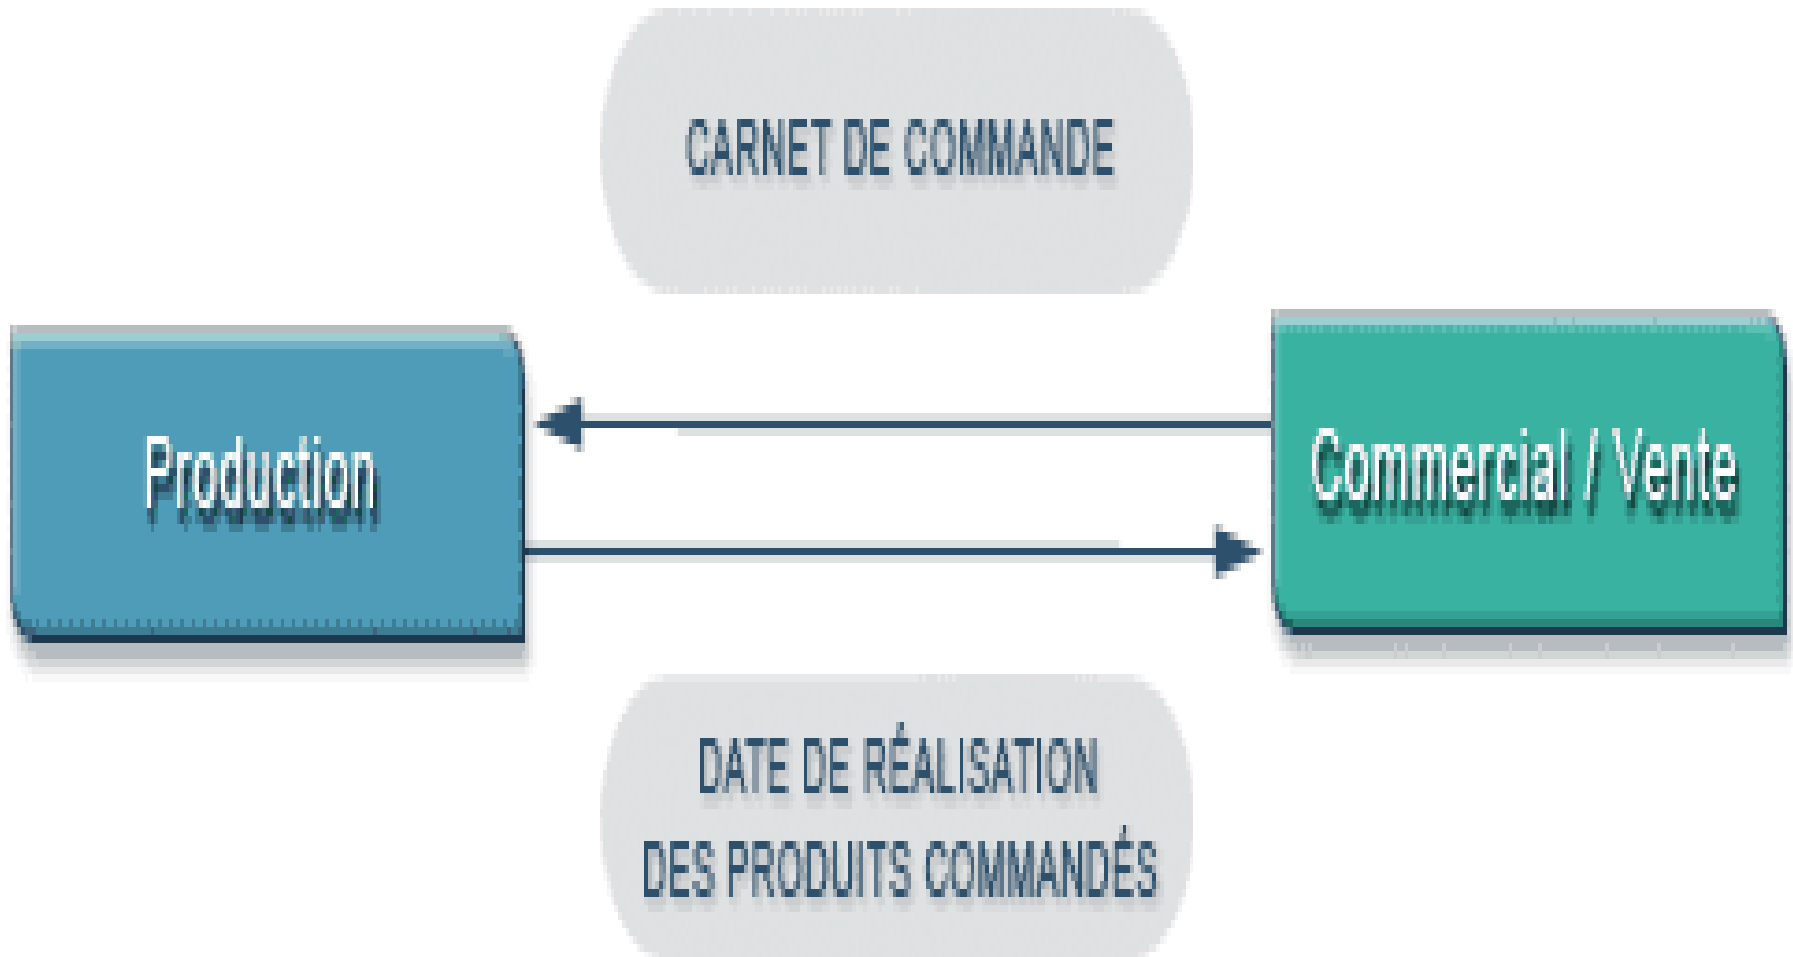 CARNET DE COMMANDE
Production
Commercial / Vente
DATE DE RÉALISATION
DES PRODUITS COMMANDÉS